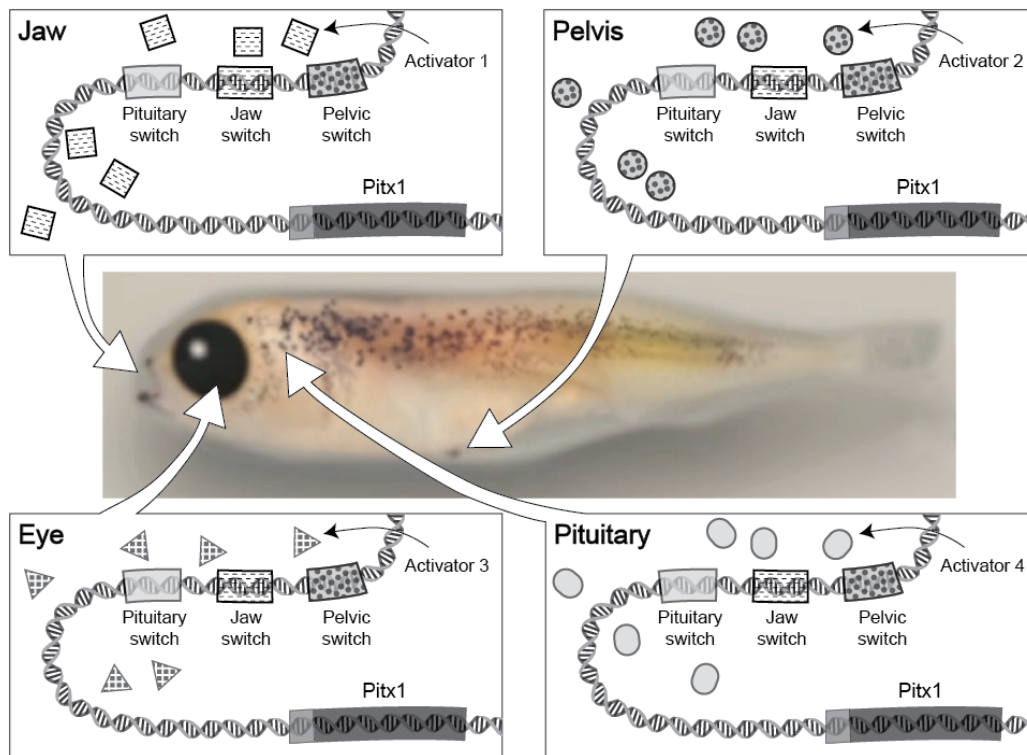 Jaw
Activator 1
Pituitary switch
Jaw switch
Pelvic switch
Pitx1
Pelvis
Activator 2
Pituitary switch
Jaw switch
Pelvic switch
Pitx1
Eye
Activator 3
Pituitary switch
Jaw switch
Pelvic switch
Pitx1
Pituitary
Activator 4
Pituitary switch
Jaw switch
Pelvic switch
Pitx1